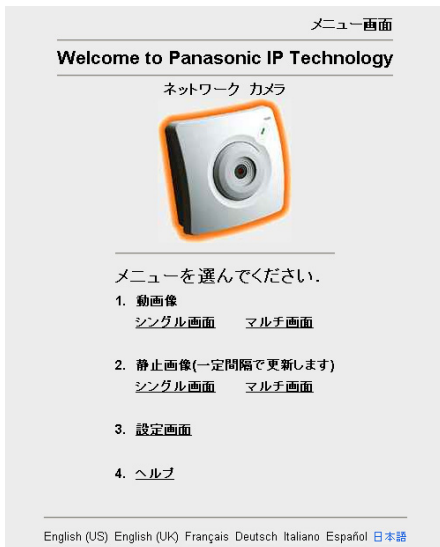 メニュー画面
Welcome to Panasonic IP Technology
ネットワーク カメラ
メニューを選んでください.
1. 動画像
シングル画面 マルチ画面
2. 静止画像(一定間隔で更新します)
シングル画面 マルチ画面
3. 設定画面
4. ヘルプ
English (US) English (UK) Français Deutsch Italiano Español 日本語